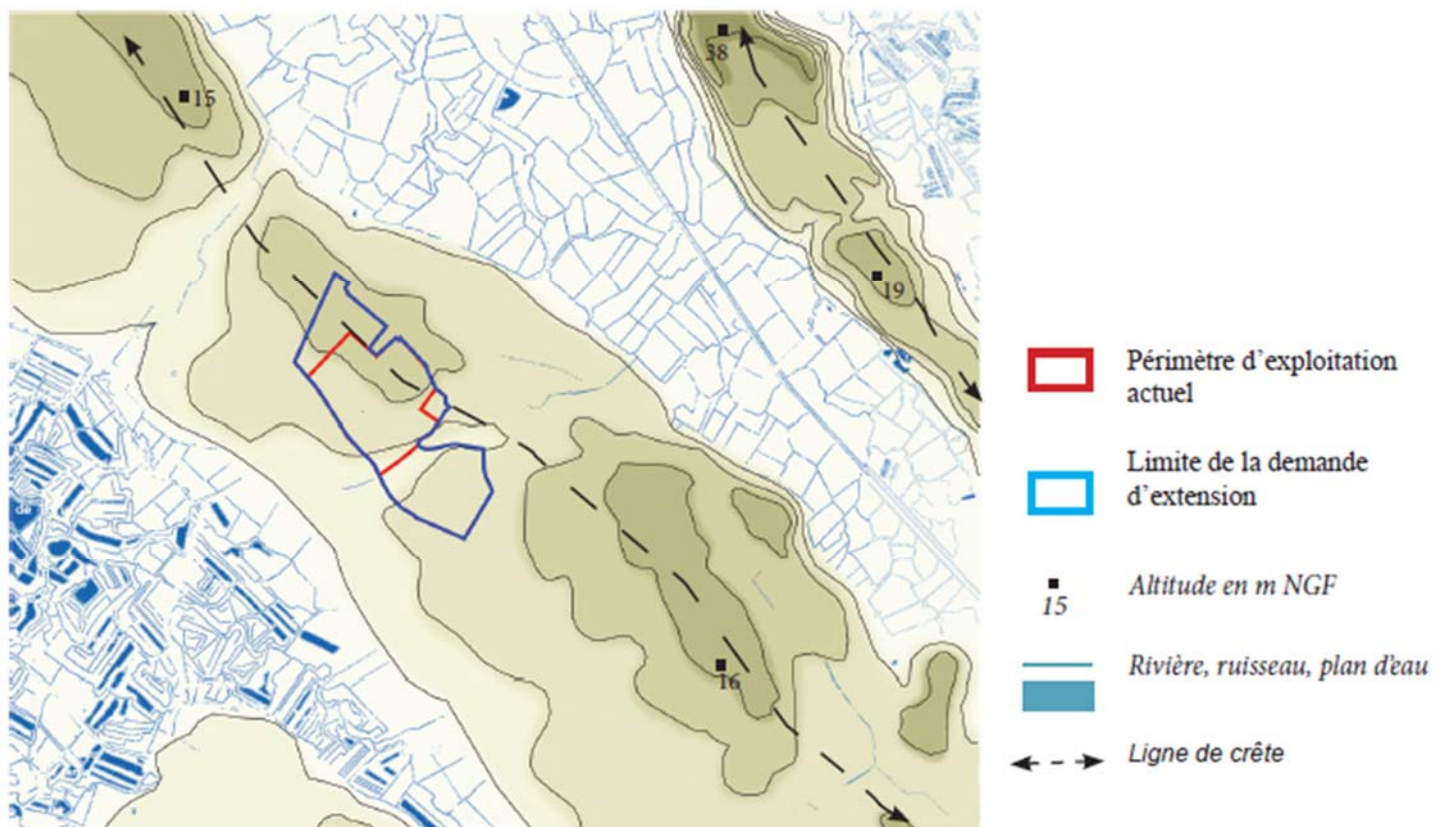 38
15
19
16
de
Périmètre d'exploitation
actuel
Limite de la demande
d'extension
Altitude en m NGF
15
Rivière, ruisseau, plan d'eau
Ligne de crête